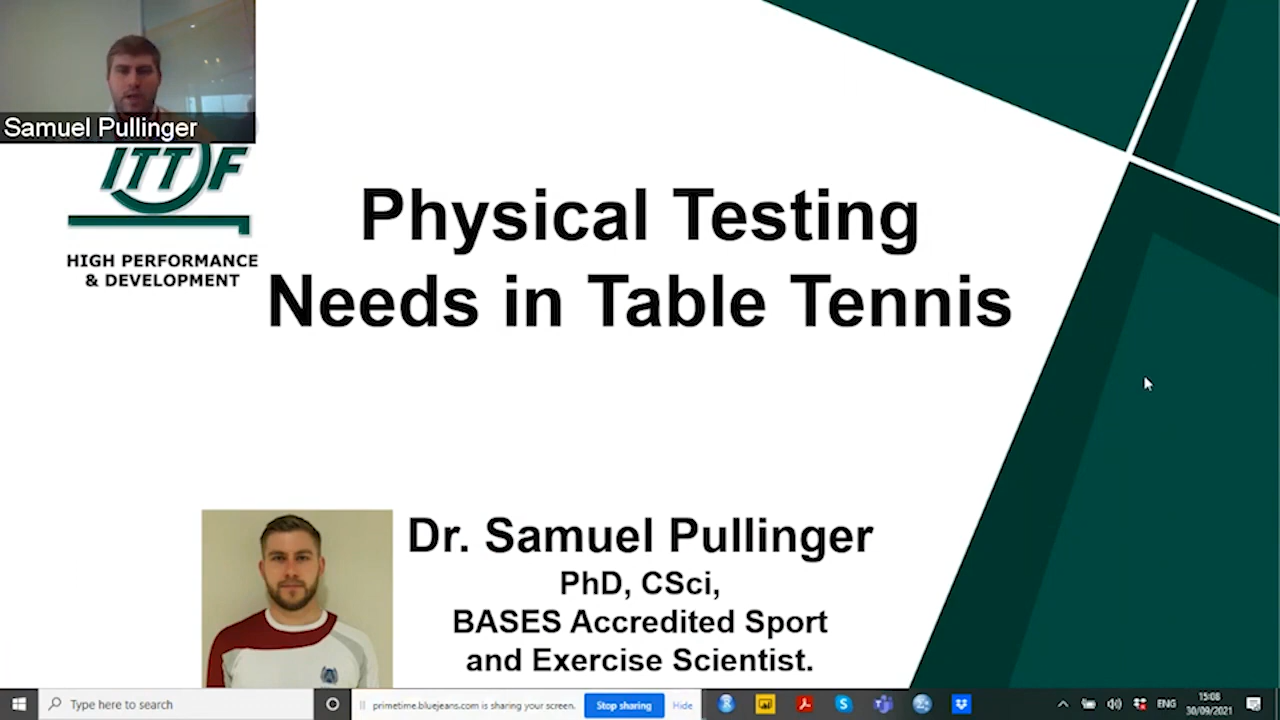 Samuel Pullinger
ITTF
HIGH PERFORMANCE
& DEVELOPMENT
Physical Testing
Needs in Table Tennis
Dr. Samuel Pullinger
PhD, CSci,
BASES Accredited Sport
and Exercise Scientist.
Type here to search
primetime.bluejeans.com is sharing your screen.
Stop sharing
Hide
ENG
15:08
30/09/2021